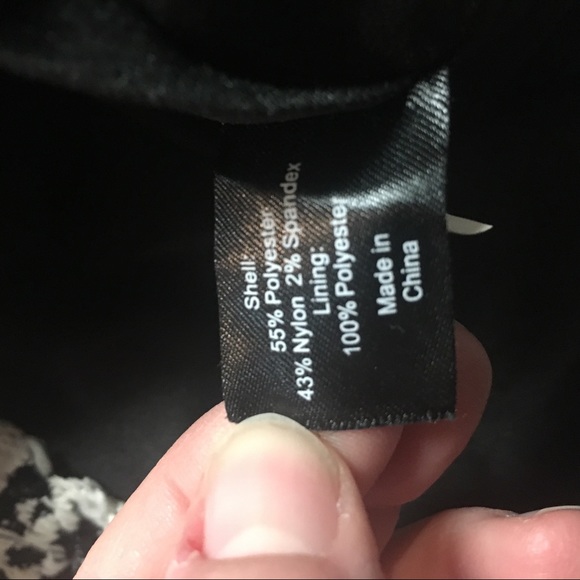 Shell:
55% Polyester
43% Nylon 2% Spandex
Lining:
100% Polyester
Made in
China